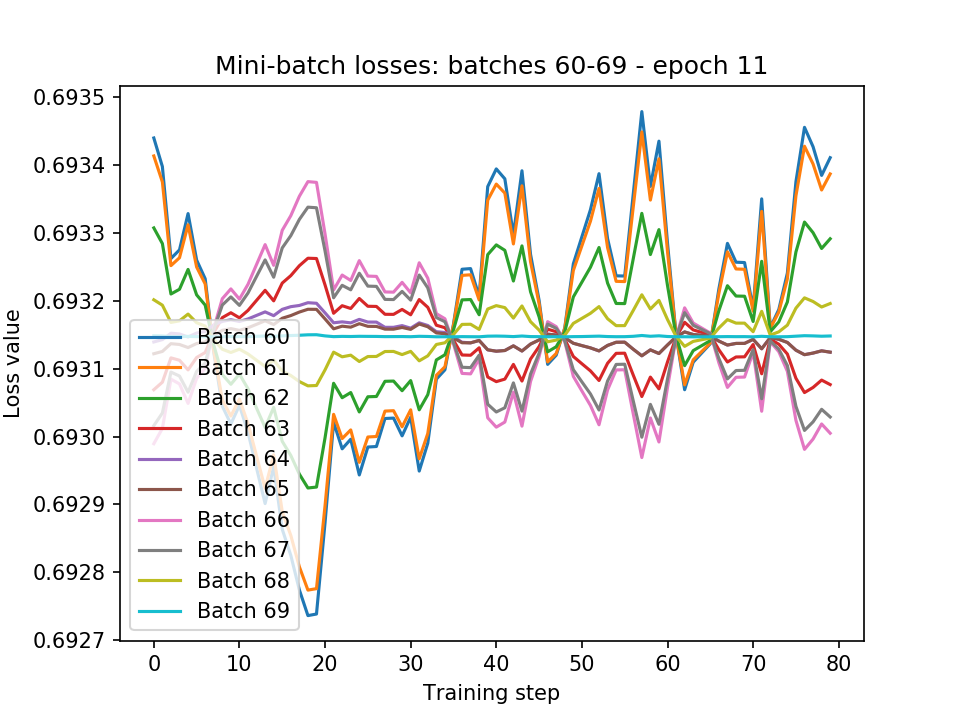 Mini-batch losses: batches 60-69 - epoch 11
0.6935
0.6934
0.6933
0.6932
0.6931
0.6930
0.6929
0.6928
0.6927
Loss value
Batch 60
Batch 61
Batch 62
Batch 63
Batch 64
Batch 65
Batch 66
Batch 67
Batch 68
Batch 69
0 10 20 30 40 50 60 70 80
Training step